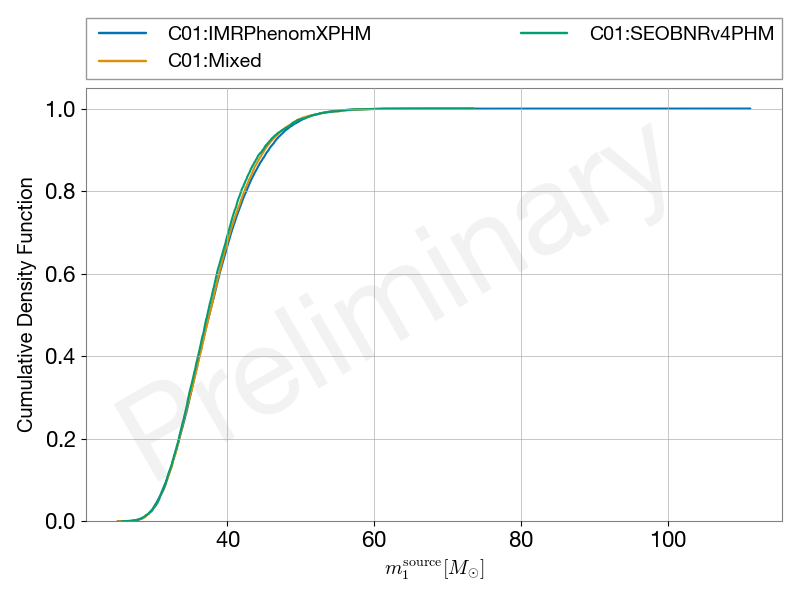 C01:IMRPhenomXPHM
C01:Mixed
C01:SEOBNRv4PHM
1.0
0.8
0.6
0.4
0.2
0.0
Cumulative Density Function
Preliminary
40 60 80 100
m₁^source [M⊙]